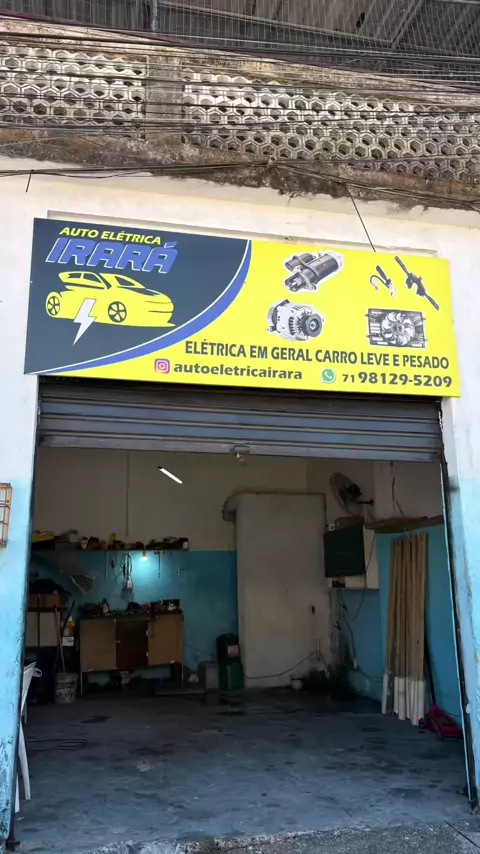 AUTO ELÉTRICA
IRARÁ
ELÉTRICA EM GERAL CARRO LEVE E PESADO
autoeletricairara 71 98129-5209